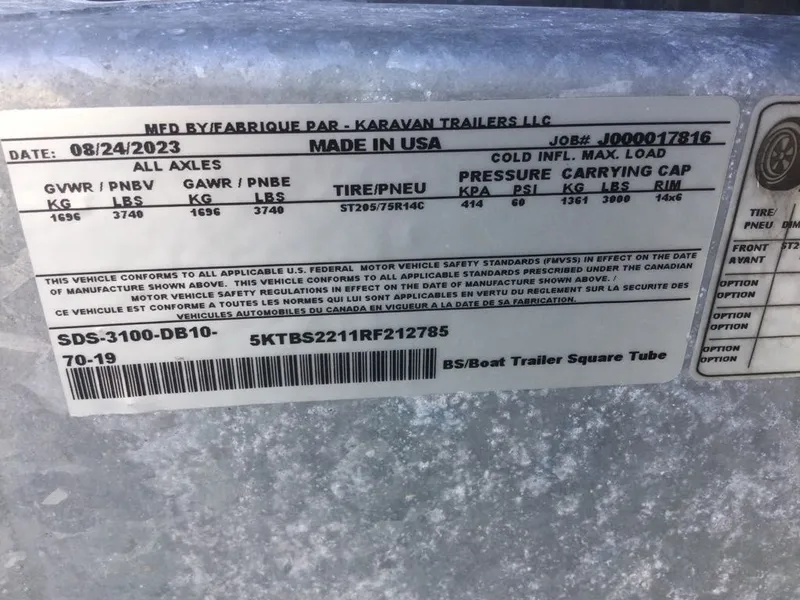 MFD BY/FABRIQUE PAR - KARAVAN TRAILERS LLC
DATE: 08/24/2023 MADE IN USA JOB# J000017816
ALL AXLES COLD INFL. MAX. LOAD
GVWR / PNBV GAWR / PNBE TIRE/PNEU PRESSURE CARRYING CAP
KG LBS KG LBS KPA PSI KG LBS RIM
1696 3740 1696 3740 ST205/75R14C 414 60 1361 3000 14x6
THIS VEHICLE CONFORMS TO ALL APPLICABLE U.S. FEDERAL MOTOR VEHICLE SAFETY STANDARDS (FMVSS) IN EFFECT ON THE DATE
OF MANUFACTURE SHOWN ABOVE. THIS VEHICLE CONFORMS TO ALL APPLICABLE STANDARDS PRESCRIBED UNDER THE CANADIAN
MOTOR VEHICLE SAFETY REGULATIONS IN EFFECT ON THE DATE OF MANUFACTURE SHOWN ABOVE. /
CE VEHICULE EST CONFORME A TOUTES LES NORMES QUI LUI SONT APPLICABLES EN VERTU DU REGLEMENT SUR LA SECURITE DES
VEHICULES AUTOMOBILES DU CANADA EN VIGUEUR A LA DATE DE SA FABRICATION.
SDS-3100-DB10-
70-19
5KTBS2211RF212785
BS/Boat Trailer Square Tube
TIRE/
PNEU DIM
FRONT ST2
AVANT
OPTION
OPTION
OPTION
OPTION